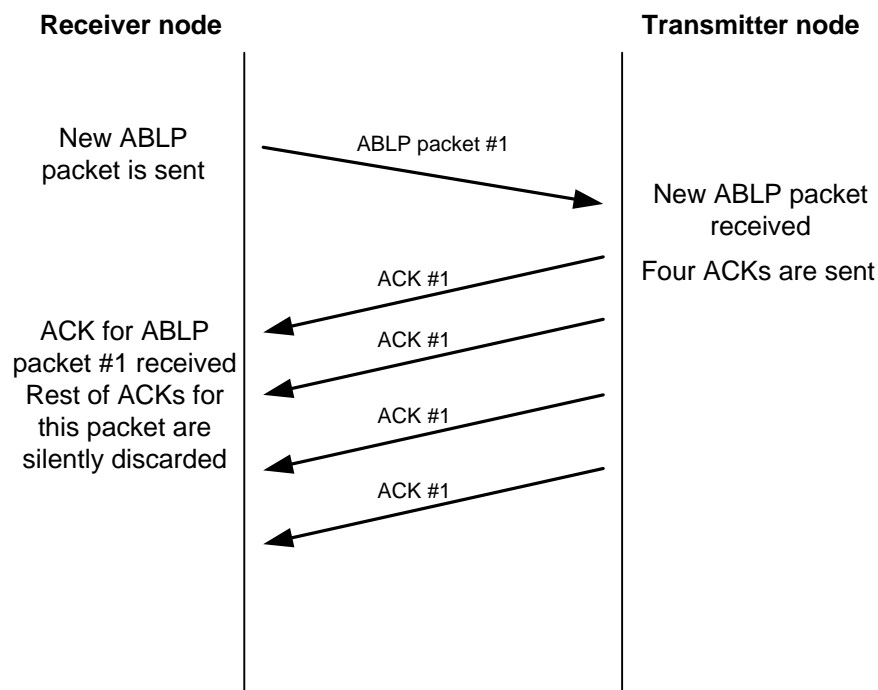 Receiver node
Transmitter node
New ABLP
packet is sent
ABLP packet #1
New ABLP packet
received
Four ACKs are sent
ACK #1
ACK for ABLP
packet #1 received
Rest of ACKs for
this packet are
silently discarded
ACK #1
ACK #1
ACK #1